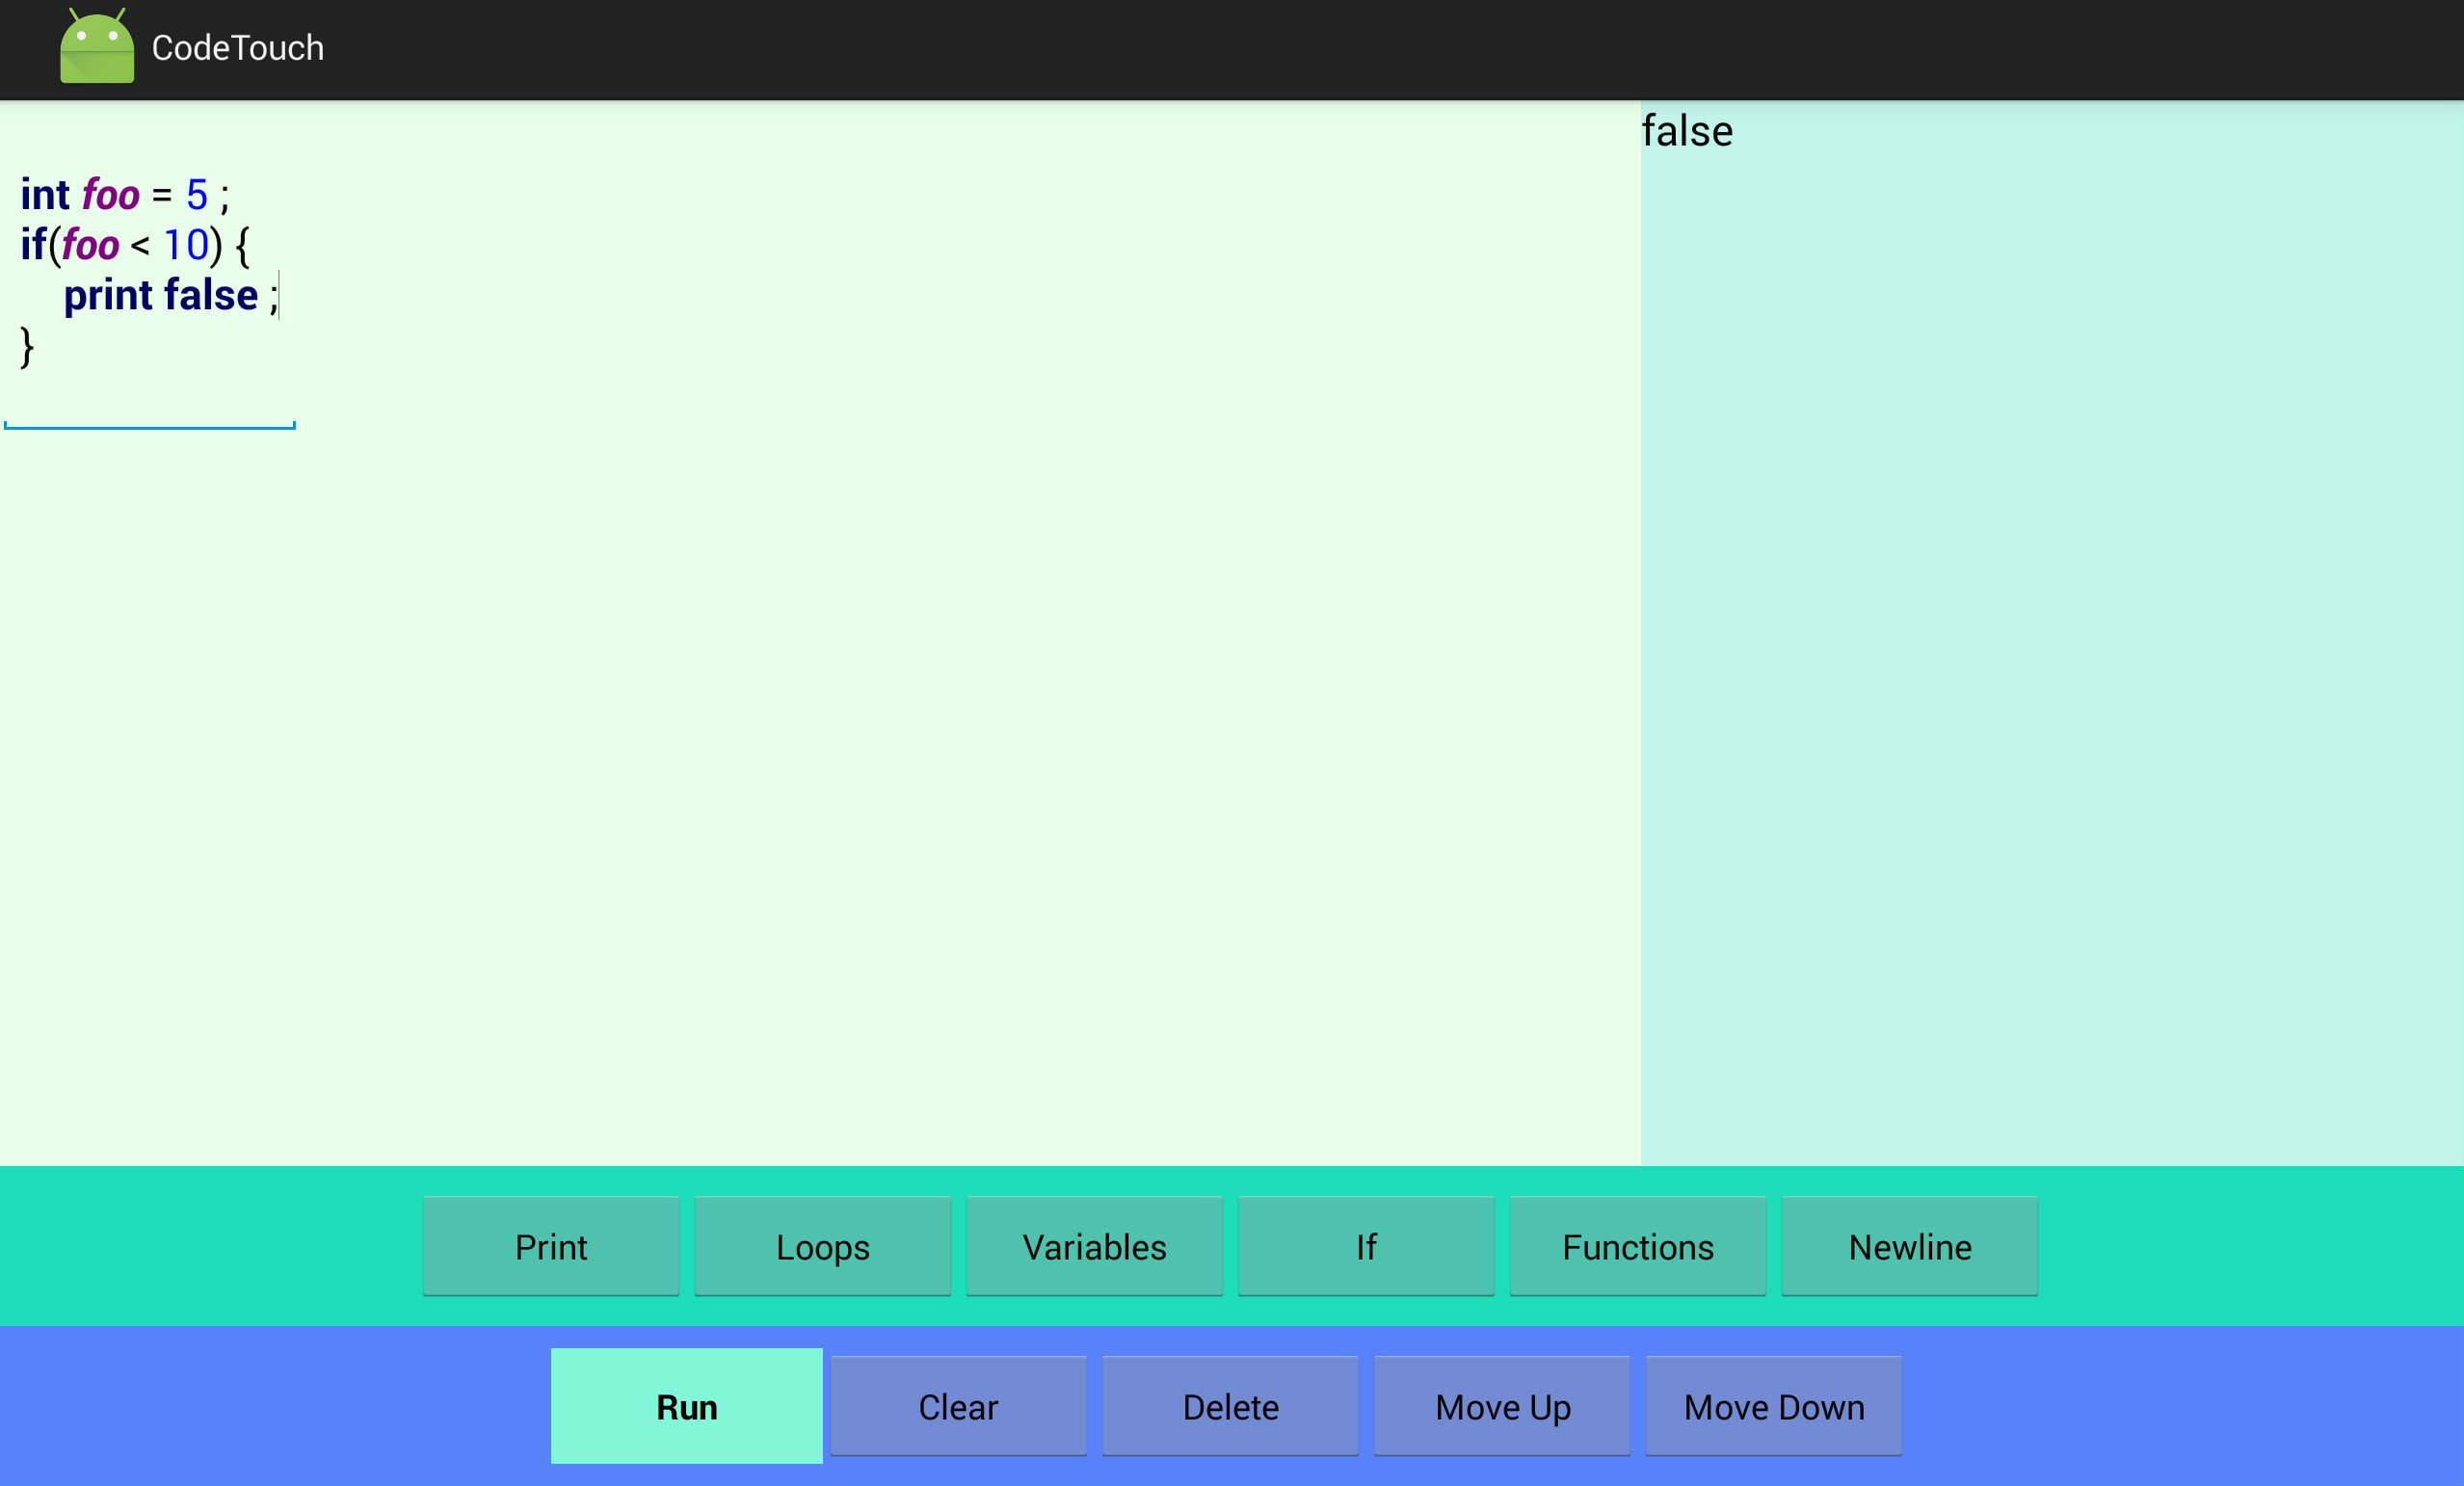 CodeTouch
int foo = 5 ;
if(foo < 10) {
print false ;
}
false
Print Loops Variables If Functions Newline
Run Clear Delete Move Up Move Down